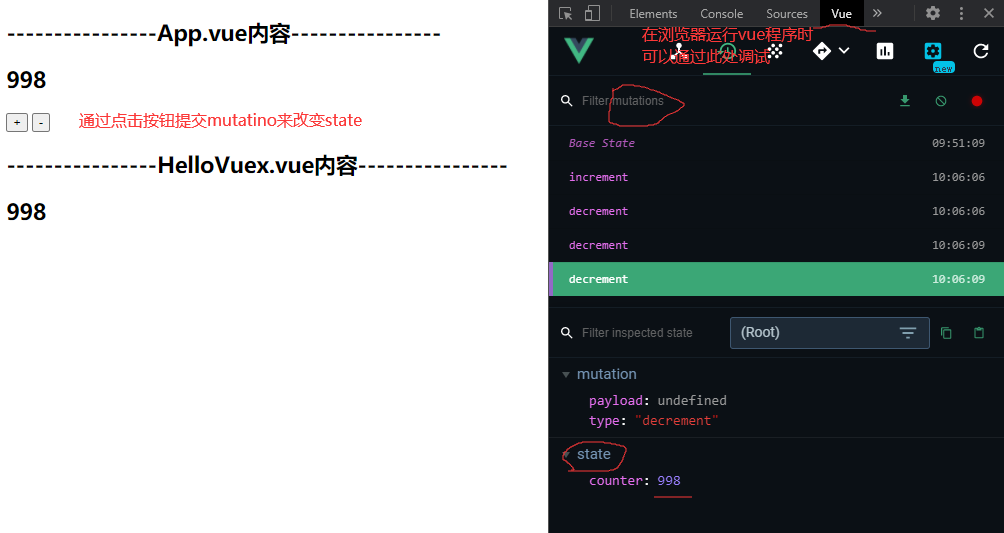 ----------------App.vue内容----------------
998
+ -
通过点击按钮提交mutatino来改变state
----------------HelloVuex.vue内容----------------
998
Elements Console Sources Vue »
在浏览器运行vue程序时
可以通过此处调试
new
Filter mutations
Base State 09:51:09
increment 10:06:06
decrement 10:06:06
decrement 10:06:09
decrement 10:06:09
Filter inspected state (Root)
mutation
payload: undefined
type: "decrement"
state
counter: 998